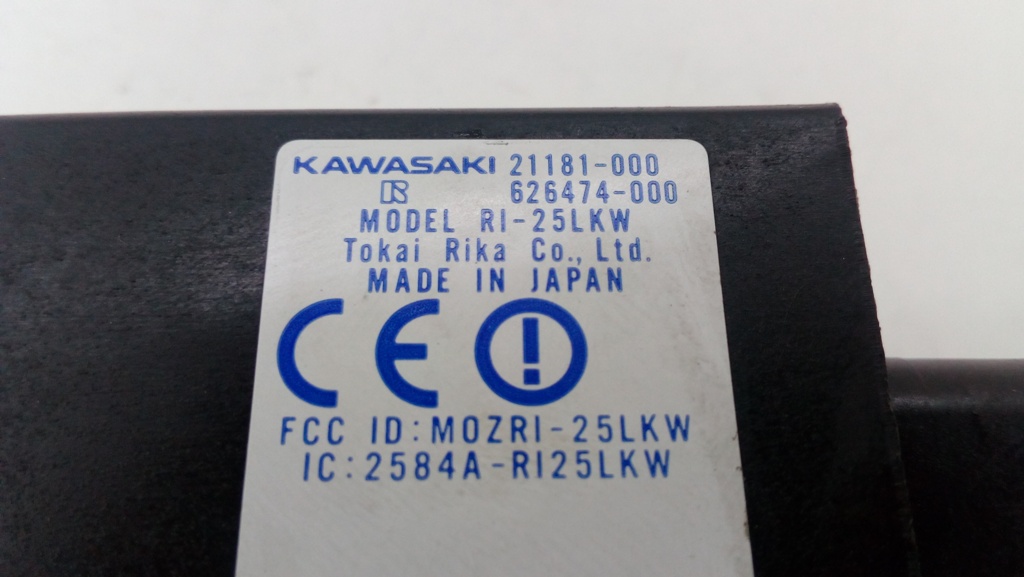 KAWASAKI 21181-000
R 626474-000
MODEL RI-25LKW
Tokai Rika Co., Ltd.
MADE IN JAPAN
CE !
FCC ID:MOZRI-25LKW
IC:2584A-RI25LKW